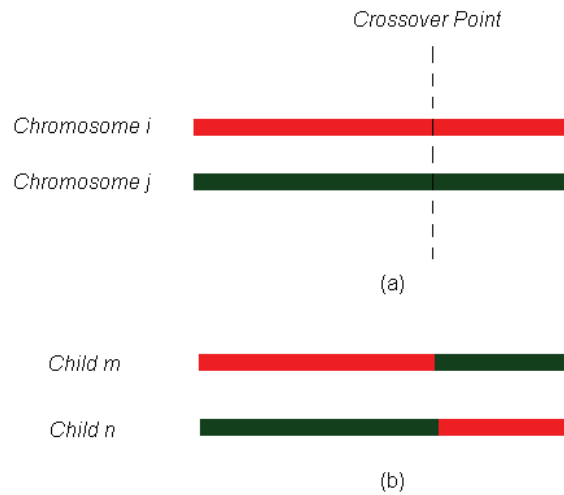 Crossover Point
Chromosome i
Chromosome j
(a)
Child m
Child n
(b)